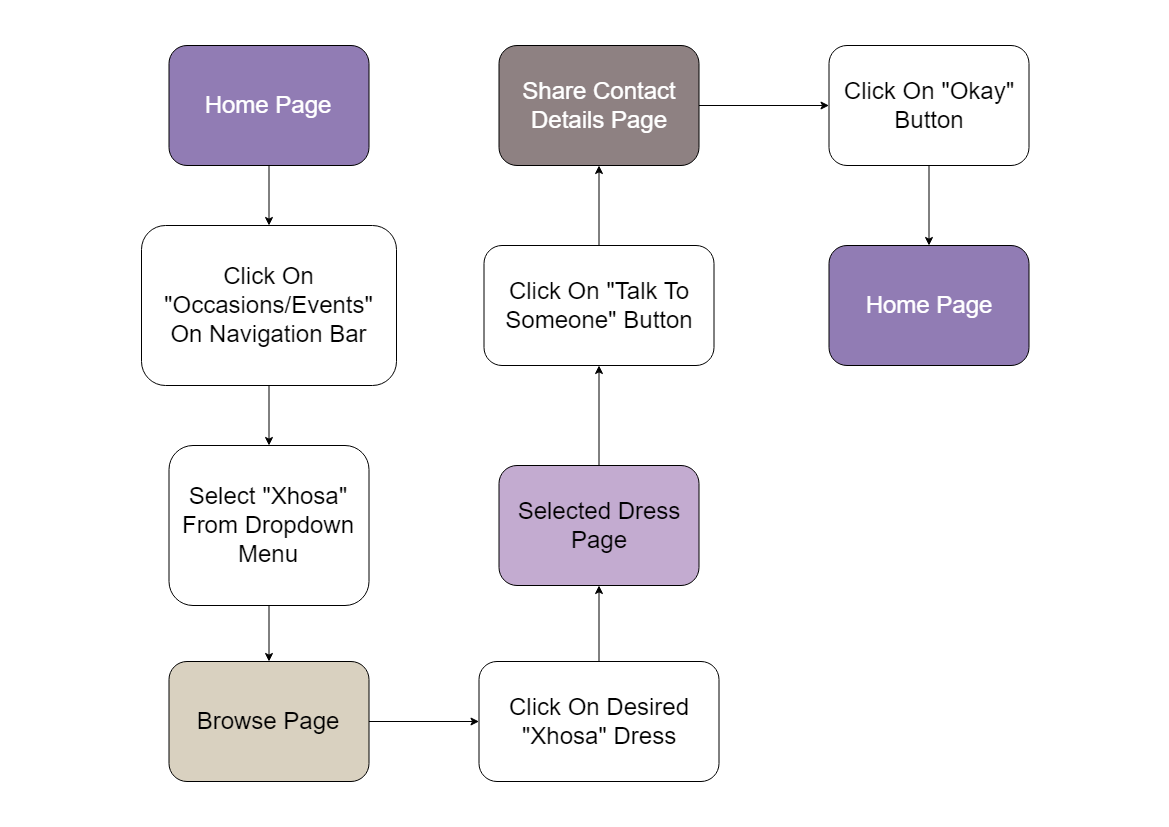 Home Page
Click On
"Occasions/Events"
On Navigation Bar
Select "Xhosa"
From Dropdown
Menu
Browse Page
Click On Desired
"Xhosa" Dress
Selected Dress
Page
Click On "Talk To
Someone" Button
Share Contact
Details Page
Click On "Okay"
Button
Home Page